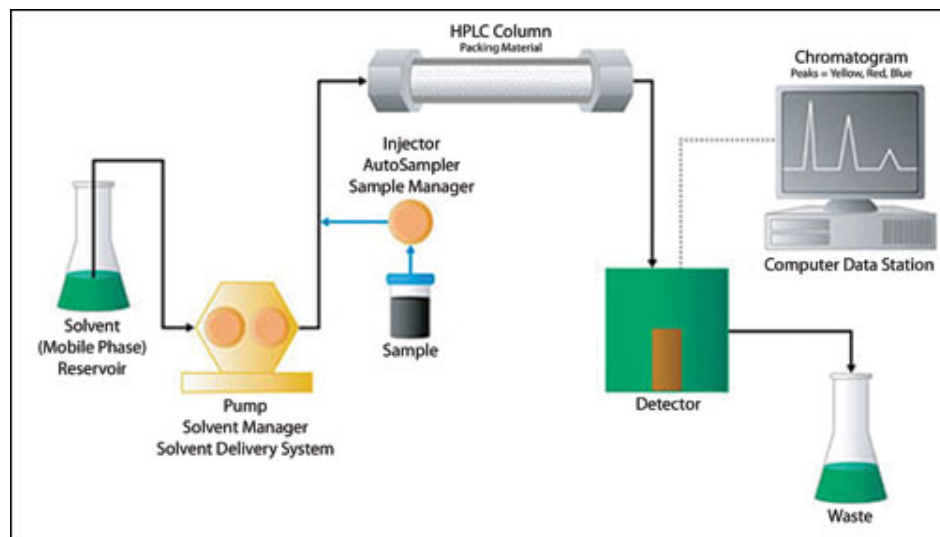 HPLC Column
Packing Material
Chromatogram
Peaks = Yellow, Red, Blue
Injector
AutoSampler
Sample Manager
Solvent
(Mobile Phase)
Reservoir
Sample
Computer Data Station
Pump
Solvent Manager
Solvent Delivery System
Detector
Waste